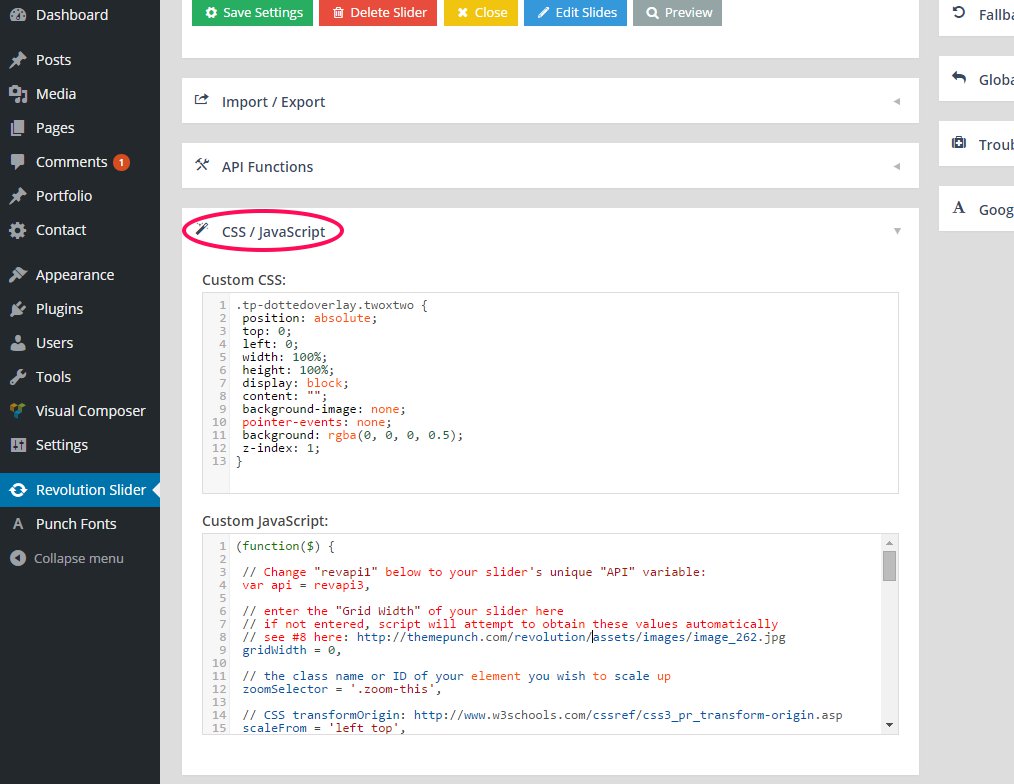 Dashboard
Posts
Media
Pages
Comments 1
Portfolio
Contact
Appearance
Plugins
Users
Tools
Visual Composer
Settings
Revolution Slider
Punch Fonts
Collapse menu
Save Settings Delete Slider Close Edit Slides Preview
Import / Export
API Functions
CSS / JavaScript
Custom CSS:
1 .tp-dottedoverlay.twoxtwo {
2 position: absolute;
3 top: 0;
4 left: 0;
5 width: 100%;
6 height: 100%;
7 display: block;
8 content: "";
9 background-image: none;
10 pointer-events: none;
11 background: rgba(0, 0, 0, 0.5);
12 z-index: 1;
13 }
Custom JavaScript:
1 (function($) {
2
3 // Change "revapi1" below to your slider's unique "API" variable:
4 var api = revapi3,
5
6 // enter the "Grid Width" of your slider here
7 // if not entered, script will attempt to obtain these values automatically
8 // see #8 here: http://themepunch.com/revolution/assets/images/image_262.jpg
9 gridWidth = 0,
10
11 // the class name or ID of your element you wish to scale up
12 zoomSelector = '.zoom-this',
13
14 // CSS transformOrigin: http://www.w3schools.com/cssref/css3_pr_transform-origin.asp
15 scaleFrom = 'left top',
Fallba
Globa
Troub
Goog